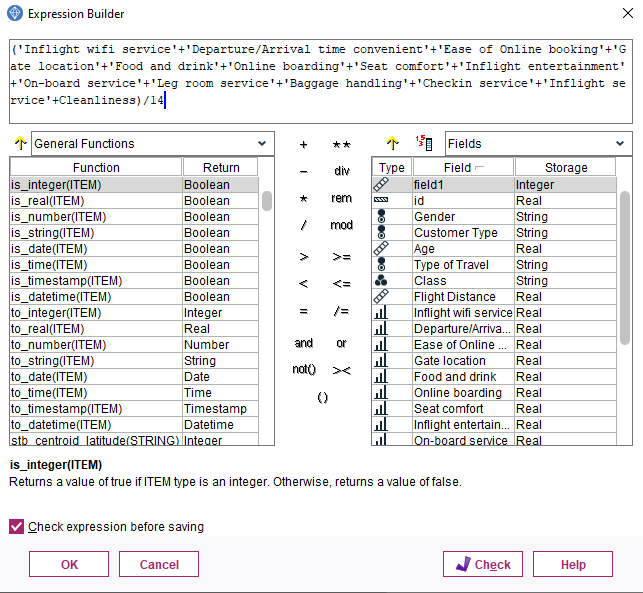 Expression Builder
('Inflight wifi service'+'Departure/Arrival time convenient'+'Ease of Online booking'+'G
ate location'+'Food and drink'+'Online boarding'+'Seat comfort'+'Inflight entertainment'
+'On-board service'+'Leg room service'+'Baggage handling'+'Checkin service'+'Inflight se
rvice'+Cleanliness)/14
General Functions
Function Return
is_integer(ITEM) Boolean
is_real(ITEM) Boolean
is_number(ITEM) Boolean
is_string(ITEM) Boolean
is_date(ITEM) Boolean
is_time(ITEM) Boolean
is_timestamp(ITEM) Boolean
is_datetime(ITEM) Boolean
to_integer(ITEM) Integer
to_real(ITEM) Real
to_number(ITEM) Number
to_string(ITEM) String
to_date(ITEM) Date
to_time(ITEM) Time
to_timestamp(ITEM) Timestamp
to_datetime(ITEM) Datetime
stb_centroid_latitude(STRING) Integer
+ **
- div
* rem
/ mod
> >=
< <=
= /=
and or
not() ><
()
Fields
Type Field Storage
field1 Integer
id Real
Gender String
Customer Type String
Age Real
Type of Travel String
Class String
Flight Distance Real
Inflight wifi service Real
Departure/Arriva... Real
Ease of Online ... Real
Gate location Real
Food and drink Real
Online boarding Real
Seat comfort Real
Inflight entertain... Real
On-board service Real
is_integer(ITEM)
Returns a value of true if ITEM type is an integer. Otherwise, returns a value of false.
Check expression before saving
OK Cancel Check Help